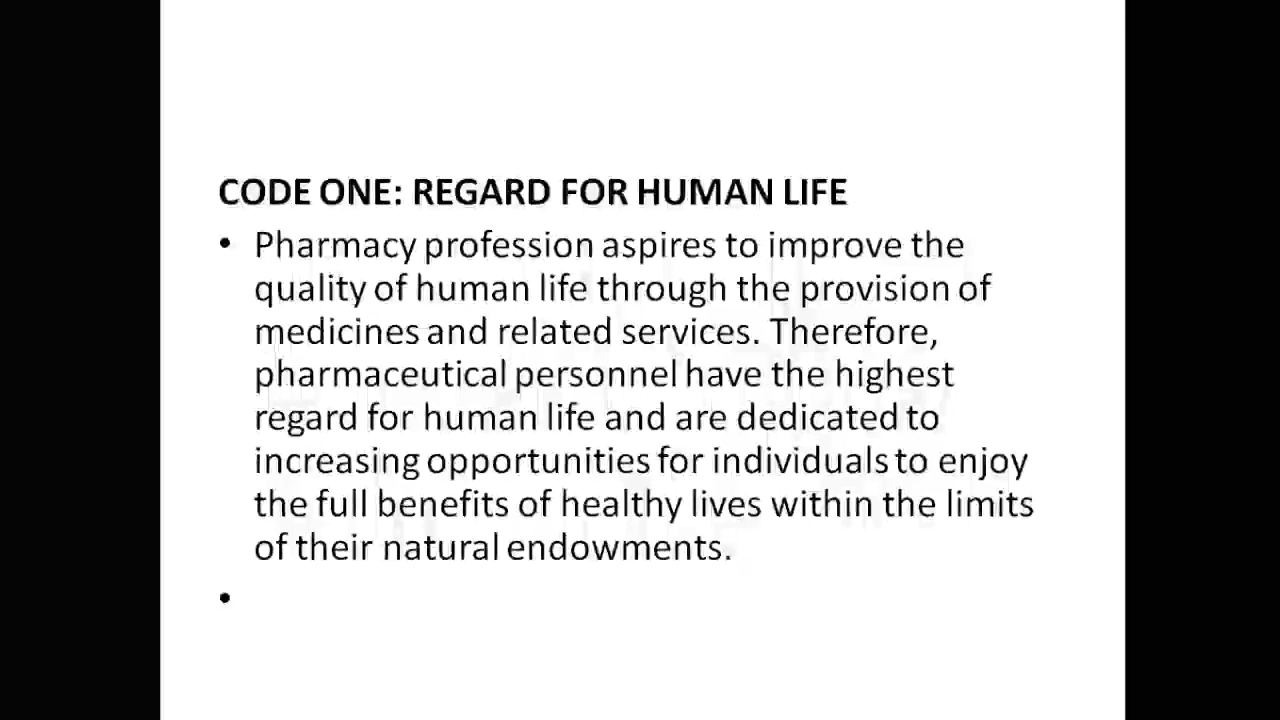 CODE ONE: REGARD FOR HUMAN LIFE
• Pharmacy profession aspires to improve the
quality of human life through the provision of
medicines and related services. Therefore,
pharmaceutical personnel have the highest
regard for human life and are dedicated to
increasing opportunities for individuals to enjoy
the full benefits of healthy lives within the limits
of their natural endowments.
•